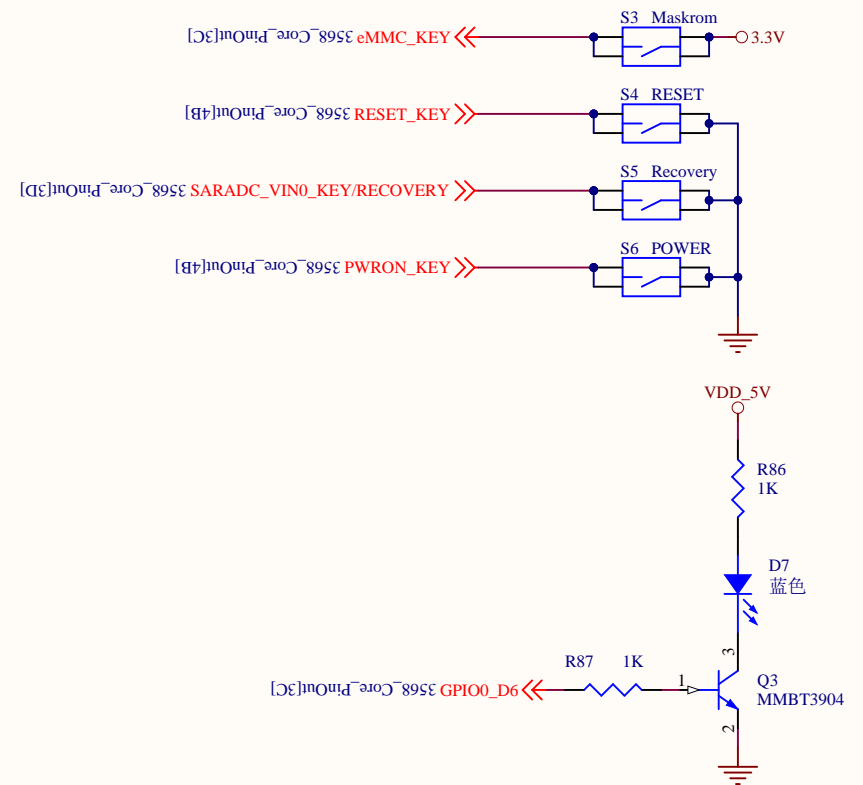 S3 Maskrom
3568_Core_PinOut[3C] eMMC_KEY
3.3V
S4 RESET
3568_Core_PinOut[4B] RESET_KEY
S5 Recovery
3568_Core_PinOut[3D] SARADC_VIN0_KEY/RECOVERY
S6 POWER
3568_Core_PinOut[4B] PWRON_KEY
VDD_5V
R86
1K
D7
蓝色
3
R87 1K
3568_Core_PinOut[3C] GPIO0_D6
1
Q3
MMBT3904
2